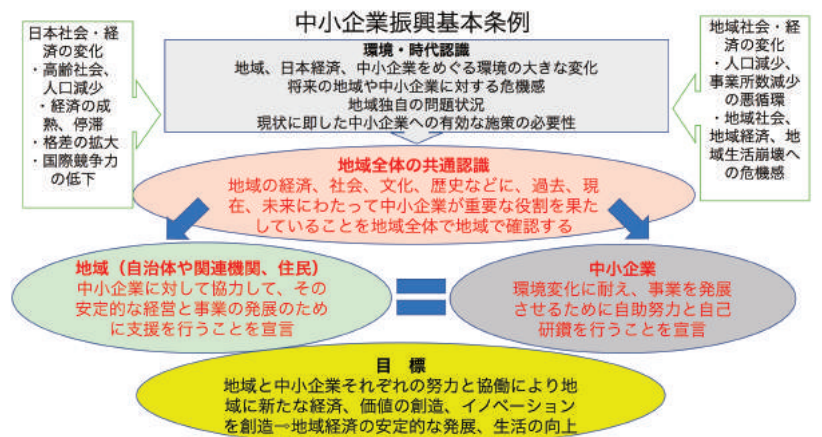 中小企業振興基本条例
日本社会・経
済の変化
・高齢社会、
人口減少
・経済の成
熟、停滞
・格差の拡大
・国際競争力
の低下
環境・時代認識
地域、日本経済、中小企業をめぐる環境の大きな変化
将来の地域や中小企業に対する危機感
地域独自の問題状況
現状に即した中小企業への有効な施策の必要性
地域社会・経
済の変化
・人口減少、
事業所数減少
の悪循環
・地域社会、
地域経済、地
域生活崩壊へ
の危機感
地域全体の共通認識
地域の経済、社会、文化、歴史などに、過去、現
在、未来にわたって中小企業が重要な役割を果た
していることを地域全体で地域で確認する
地域（自治体や関連機関、住民）
中小企業に対して協力して、その
安定的な経営と事業の発展のため
に支援を行うことを宣言
中小企業
環境変化に耐え、事業を発展
させるために自助努力と自己
研鑽を行うことを宣言
目　標
地域と中小企業それぞれの努力と協働により地
域に新たな経済、価値の創造、イノベーション
を創造⇒地域経済の安定的な発展、生活の向上